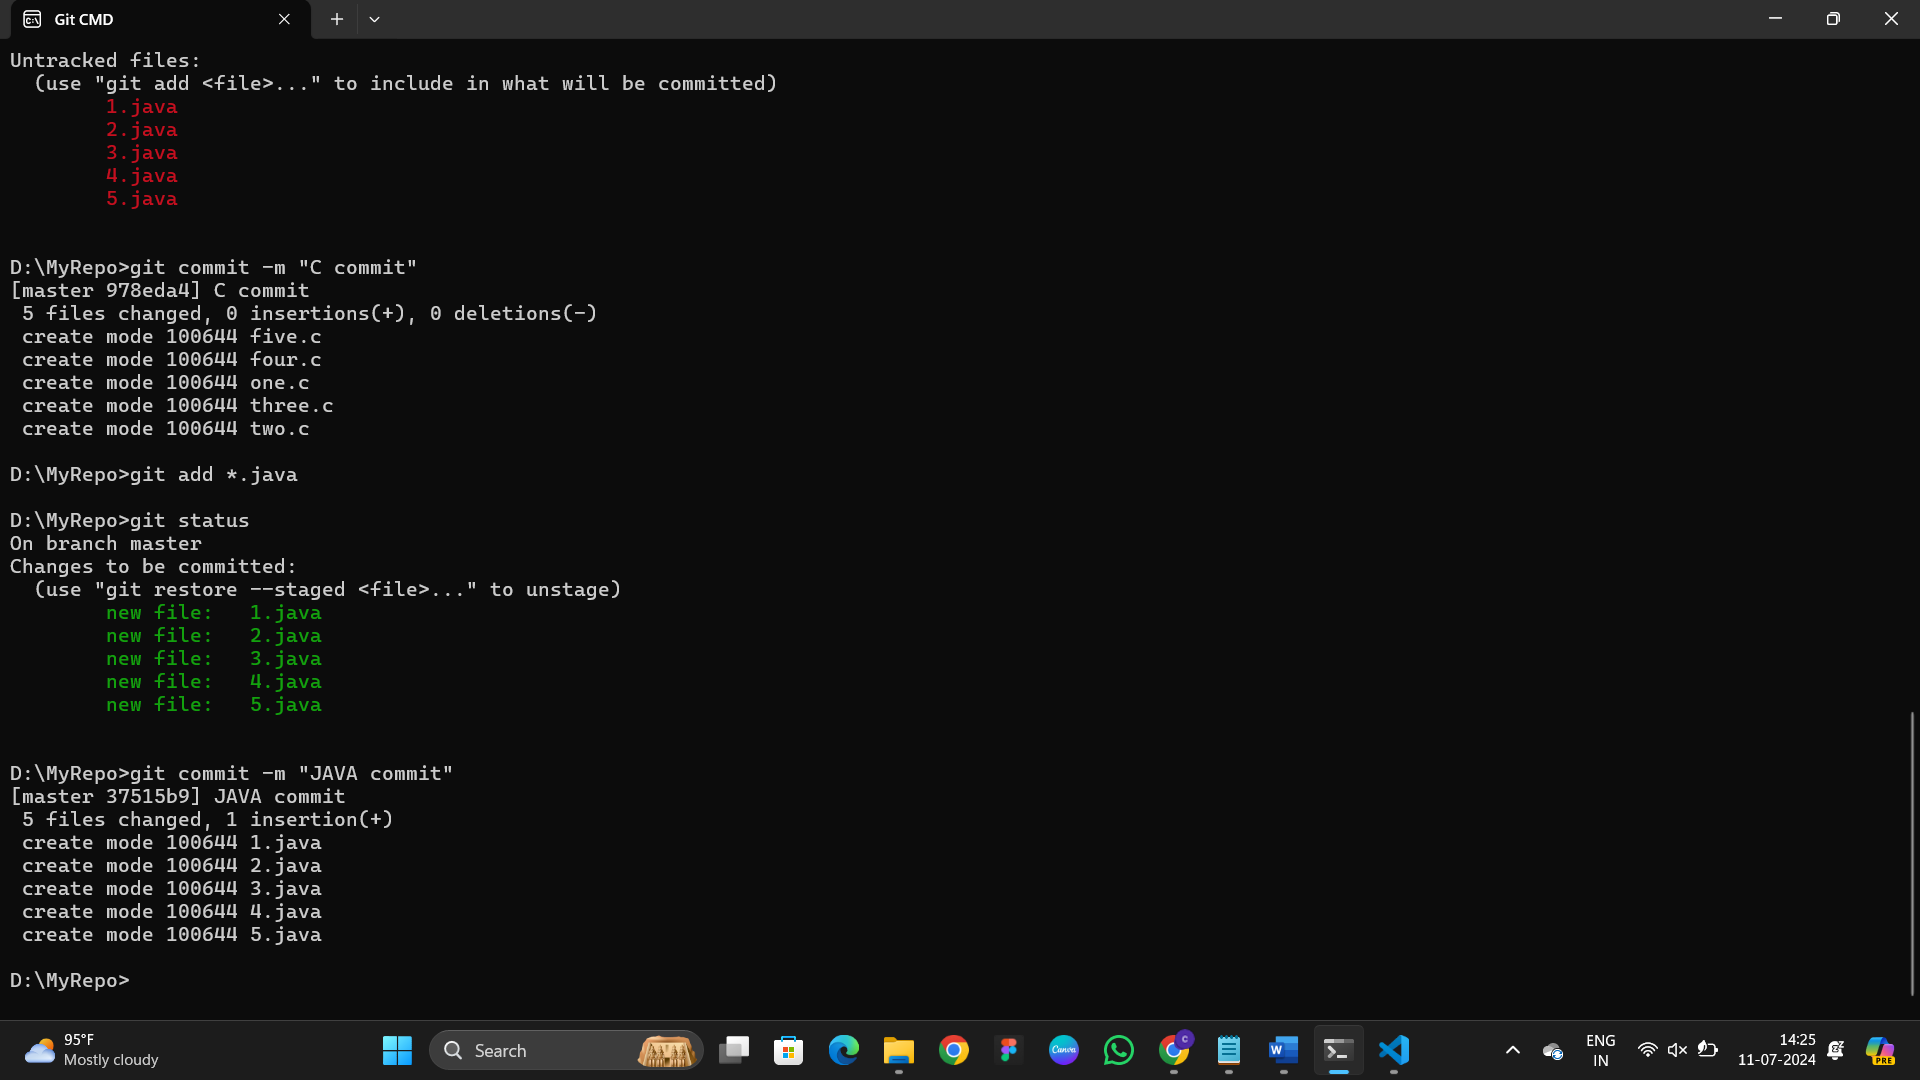 Git CMD
Untracked files:
  (use "git add <file>..." to include in what will be committed)
        1.java
        2.java
        3.java
        4.java
        5.java
D:\MyRepo>git commit -m "C commit"
[master 978eda4] C commit
 5 files changed, 0 insertions(+), 0 deletions(-)
 create mode 100644 five.c
 create mode 100644 four.c
 create mode 100644 one.c
 create mode 100644 three.c
 create mode 100644 two.c
D:\MyRepo>git add *.java
D:\MyRepo>git status
On branch master
Changes to be committed:
  (use "git restore --staged <file>..." to unstage)
        new file:   1.java
        new file:   2.java
        new file:   3.java
        new file:   4.java
        new file:   5.java
D:\MyRepo>git commit -m "JAVA commit"
[master 37515b9] JAVA commit
 5 files changed, 1 insertion(+)
 create mode 100644 1.java
 create mode 100644 2.java
 create mode 100644 3.java
 create mode 100644 4.java
 create mode 100644 5.java
D:\MyRepo>
95°F
Mostly cloudy
Search
Canva
C
W
ENG
IN
14:25
11-07-2024
PRE